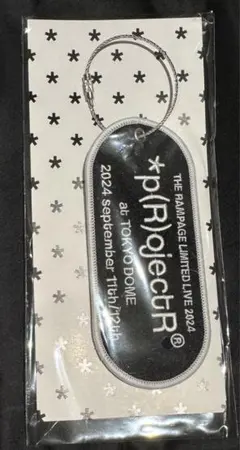 THE RAMPAGE LIMITED LIVE 2024
*p(R)ojectR®
at TOKYO DOME
2024 september 11th/12th